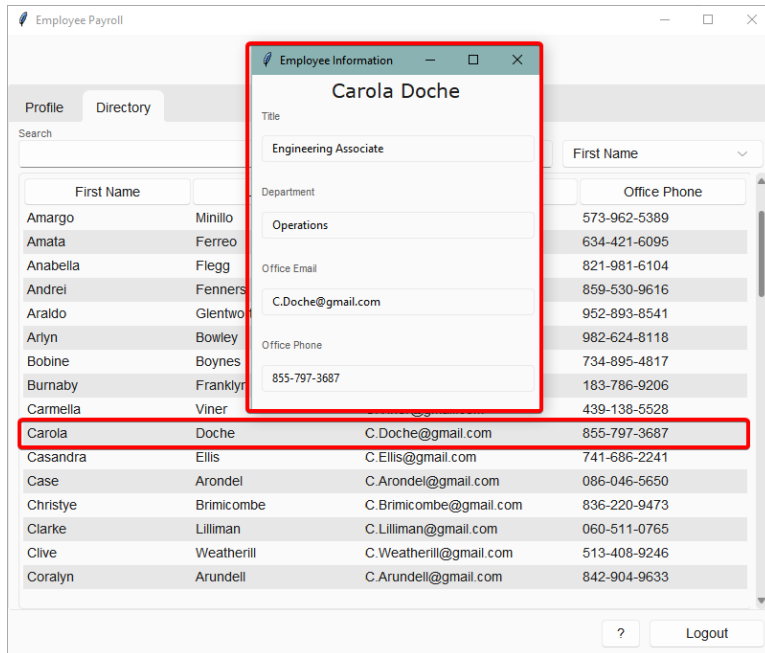 Employee Payroll
Employee Information
Carola Doche
Title
Engineering Associate
Department
Operations
Office Email
C.Doche@gmail.com
Office Phone
855-797-3687
Profile Directory
Search
First Name
First Name Office Phone
Amargo Minillo 573-962-5389
Amata Ferreo 634-421-6095
Anabella Flegg 821-981-6104
Andrei 859-530-9616
Araldo 952-893-8541
Arlyn Bowley 982-624-8118
Bobine Boynes 734-895-4817
Burnaby Franklyn 183-786-9206
Carmella Viner 439-138-5528
Carola Doche C.Doche@gmail.com 855-797-3687
Casandra Ellis C.Ellis@gmail.com 741-686-2241
Case Arondel C.Arondel@gmail.com 086-046-5650
Christye Brimicombe C.Brimicombe@gmail.com 836-220-9473
Clarke Lilliman C.Lilliman@gmail.com 060-511-0765
Clive Weatherill C.Weatherill@gmail.com 513-408-9246
Coralyn Arundell C.Arundell@gmail.com 842-904-9633
? Logout